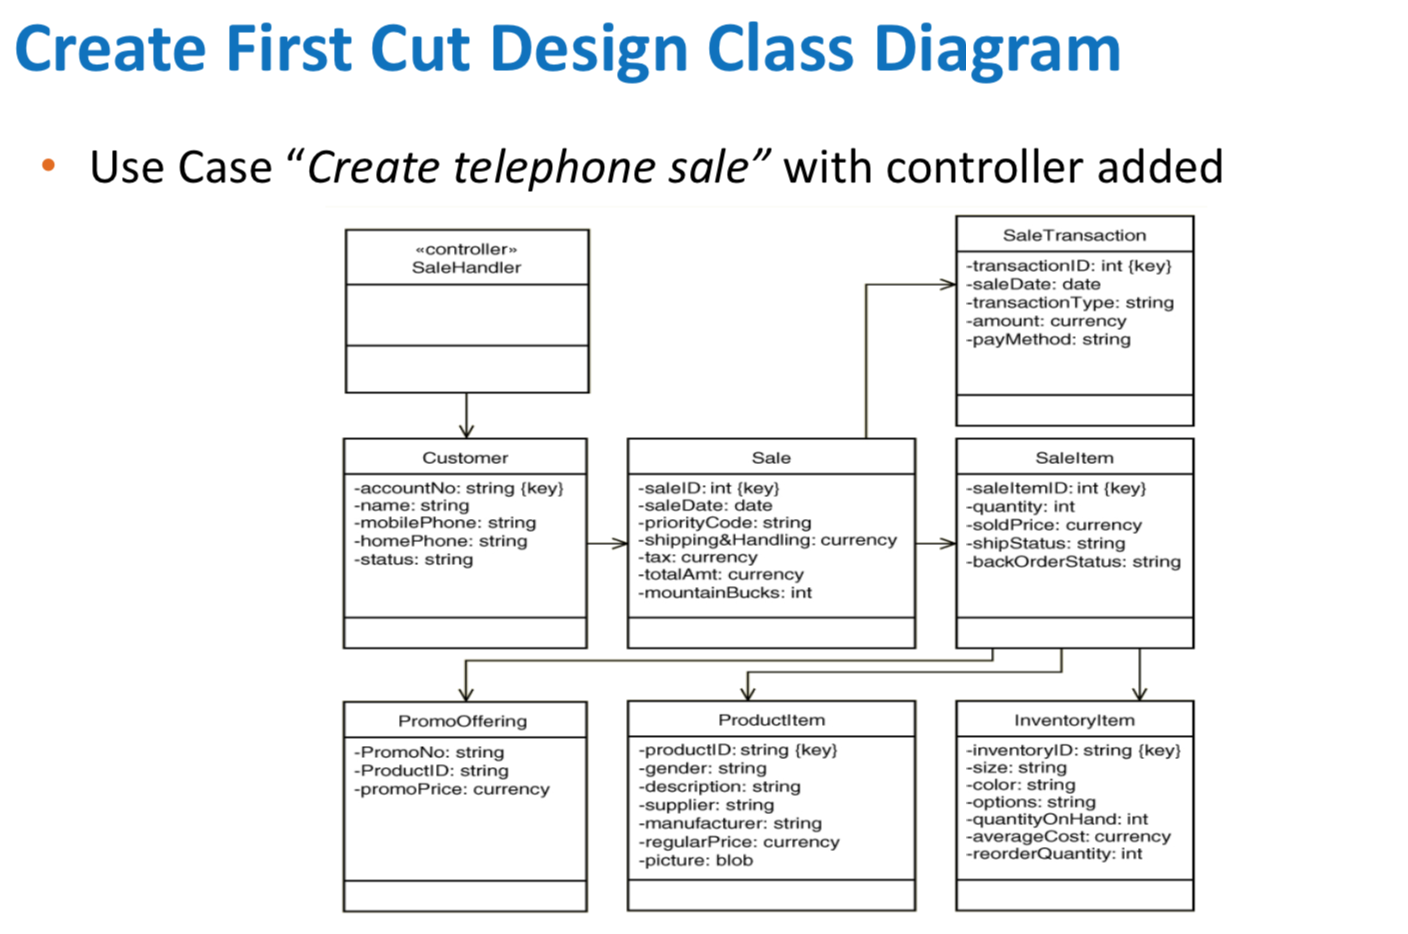 Create First Cut Design Class Diagram
• Use Case “Create telephone sale” with controller added
«controller»
SaleHandler
SaleTransaction
-transactionID: int {key}
-saleDate: date
-transactionType: string
-amount: currency
-payMethod: string
Customer
-accountNo: string {key}
-name: string
-mobilePhone: string
-homePhone: string
-status: string
Sale
-saleID: int {key}
-saleDate: date
-priorityCode: string
-shipping&Handling: currency
-tax: currency
-totalAmt: currency
-mountainBucks: int
SaleItem
-saleItemID: int {key}
-quantity: int
-soldPrice: currency
-shipStatus: string
-backOrderStatus: string
PromoOffering
-PromoNo: string
-ProductID: string
-promoPrice: currency
ProductItem
-productID: string {key}
-gender: string
-description: string
-supplier: string
-manufacturer: string
-regularPrice: currency
-picture: blob
InventoryItem
-inventoryID: string {key}
-size: string
-color: string
-options: string
-quantityOnHand: int
-averageCost: currency
-reorderQuantity: int